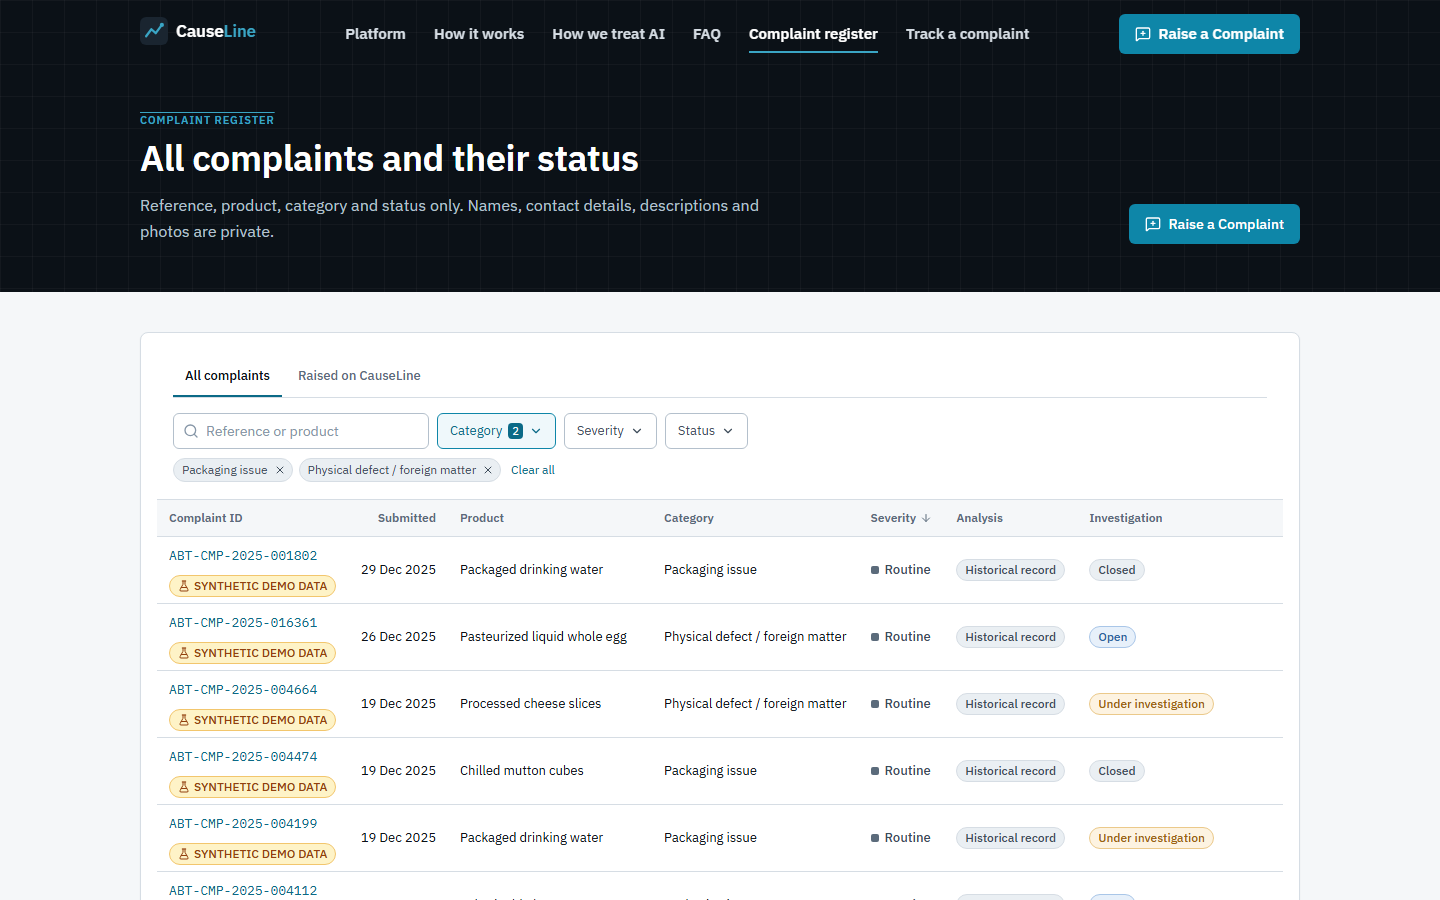 CauseLine
Platform
How it works
How we treat AI
FAQ
Complaint register
Track a complaint
Raise a Complaint
COMPLAINT REGISTER
All complaints and their status
Reference, product, category and status only. Names, contact details, descriptions and
photos are private.
Raise a Complaint
All complaints
Raised on CauseLine
Reference or product
Category 2
Severity
Status
Packaging issue
Physical defect / foreign matter
Clear all
Complaint ID Submitted Product Category Severity Analysis Investigation
ABT-CMP-2025-001802
SYNTHETIC DEMO DATA
29 Dec 2025 Packaged drinking water Packaging issue Routine Historical record Closed
ABT-CMP-2025-016361
SYNTHETIC DEMO DATA
26 Dec 2025 Pasteurized liquid whole egg Physical defect / foreign matter Routine Historical record Open
ABT-CMP-2025-004664
SYNTHETIC DEMO DATA
19 Dec 2025 Processed cheese slices Physical defect / foreign matter Routine Historical record Under investigation
ABT-CMP-2025-004474
SYNTHETIC DEMO DATA
19 Dec 2025 Chilled mutton cubes Packaging issue Routine Historical record Closed
ABT-CMP-2025-004199
SYNTHETIC DEMO DATA
19 Dec 2025 Packaged drinking water Packaging issue Routine Historical record Under investigation
ABT-CMP-2025-004112